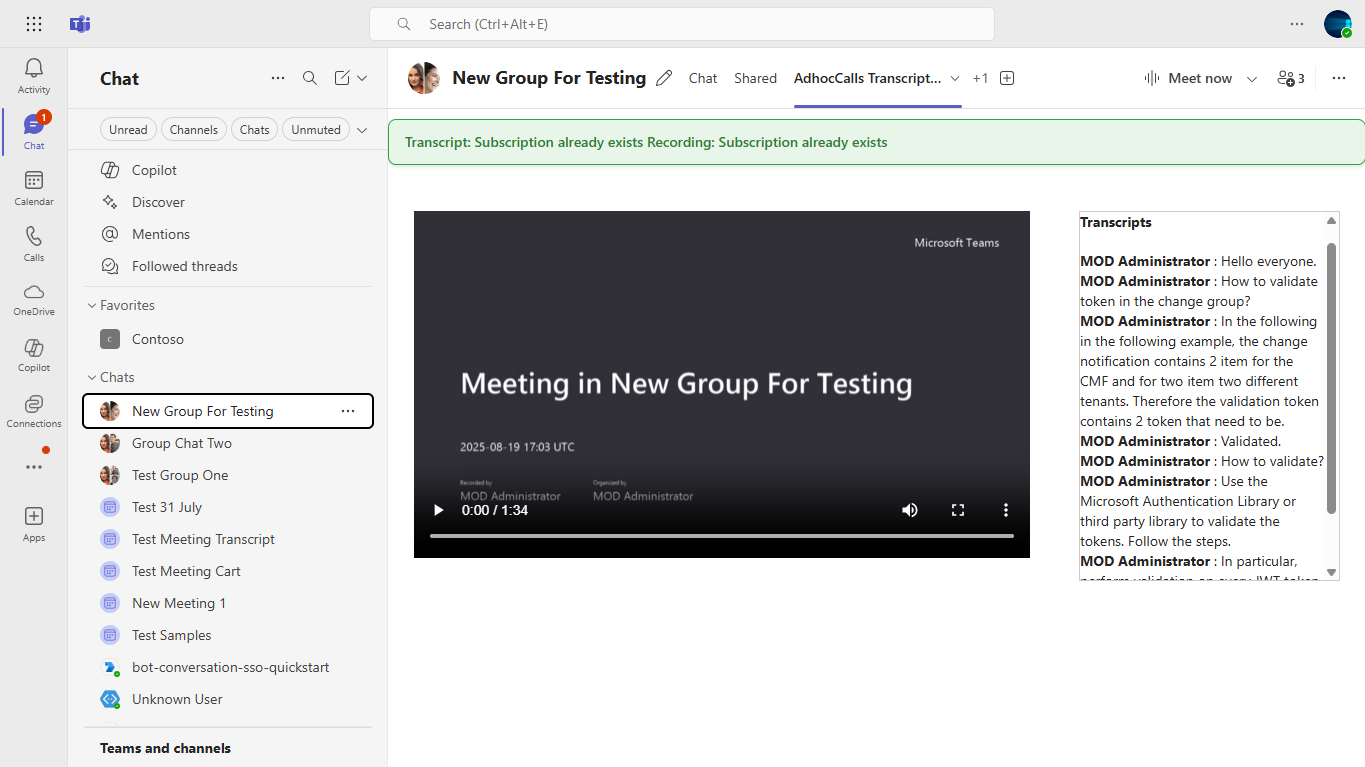 Search (Ctrl+Alt+E)
Activity
1
Chat
Calendar
Calls
OneDrive
Copilot
Connections
Apps
Chat
Unread
Channels
Chats
Unmuted
Copilot
Discover
Mentions
Followed threads
Favorites
C
Contoso
Chats
New Group For Testing
Group Chat Two
Test Group One
Test 31 July
Test Meeting Transcript
Test Meeting Cart
New Meeting 1
Test Samples
bot-conversation-sso-quickstart
Unknown User
Teams and channels
New Group For Testing
Chat
Shared
AdhocCalls Transcript...
+1
Meet now
3
Transcript: Subscription already exists Recording: Subscription already exists
Microsoft Teams
Meeting in New Group For Testing
2025-08-19 17:03 UTC
Recorded by
Organized by
MOD Administrator
MOD Administrator
0:00 / 1:34
Transcripts
MOD Administrator : Hello everyone.
MOD Administrator : How to validate
token in the change group?
MOD Administrator : In the following
in the following example, the change
notification contains 2 item for the
CMF and for two item two different
tenants. Therefore the validation token
contains 2 token that need to be.
MOD Administrator : Validated.
MOD Administrator : How to validate?
MOD Administrator : Use the
Microsoft Authentication Library or
third party library to validate the
tokens. Follow the steps.
MOD Administrator : In particular,
perform validation on every JWT token